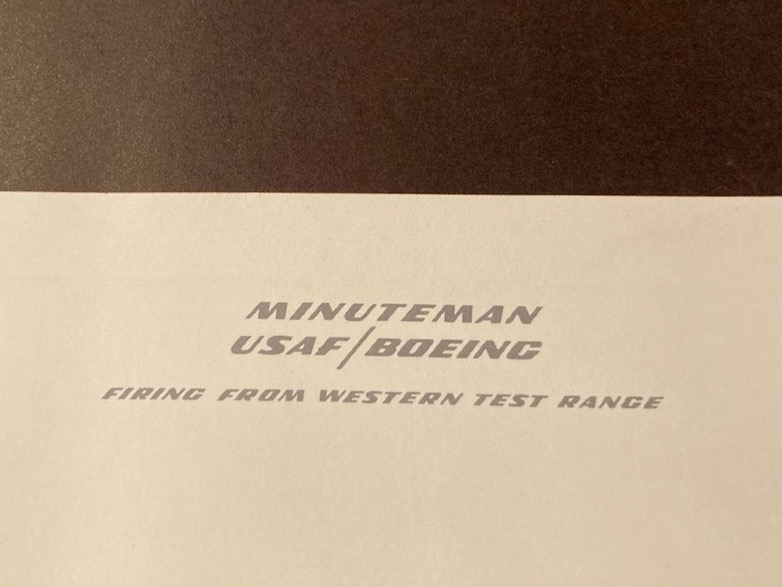 MINUTEMAN
USAF/BOEING
FIRING FROM WESTERN TEST RANGE